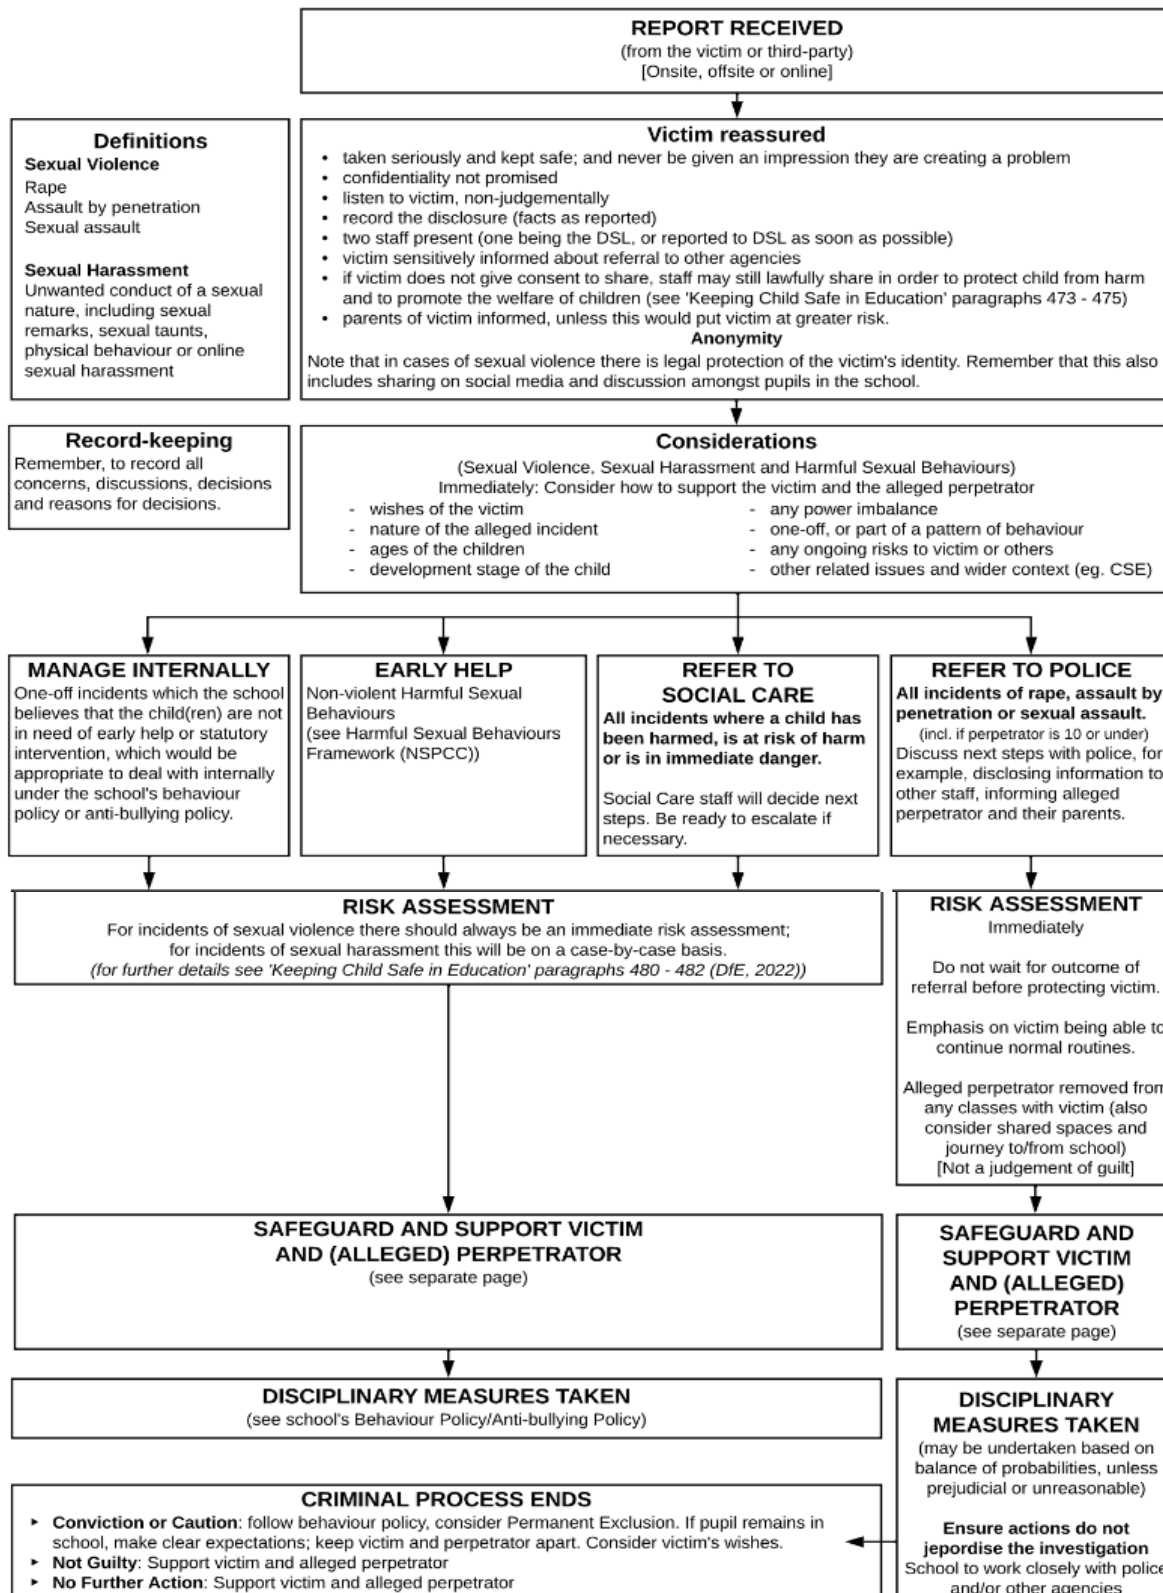 REPORT RECEIVED
(from the victim or third-party)
[Onsite, offsite or online]
Definitions
Sexual Violence
Rape
Assault by penetration
Sexual assault
Sexual Harassment
Unwanted conduct of a sexual
nature, including sexual
remarks, sexual taunts,
physical behaviour or online
sexual harassment
Victim reassured
• taken seriously and kept safe; and never be given an impression they are creating a problem
• confidentiality not promised
• listen to victim, non-judgementally
• record the disclosure (facts as reported)
• two staff present (one being the DSL, or reported to DSL as soon as possible)
• victim sensitively informed about referral to other agencies
• if victim does not give consent to share, staff may still lawfully share in order to protect child from harm
and to promote the welfare of children (see 'Keeping Child Safe in Education' paragraphs 473 - 475)
• parents of victim informed, unless this would put victim at greater risk.
Anonymity
Note that in cases of sexual violence there is legal protection of the victim's identity. Remember that this also
includes sharing on social media and discussion amongst pupils in the school.
Record-keeping
Remember, to record all
concerns, discussions, decisions
and reasons for decisions.
Considerations
(Sexual Violence, Sexual Harassment and Harmful Sexual Behaviours)
Immediately: Consider how to support the victim and the alleged perpetrator
- wishes of the victim
- nature of the alleged incident
- ages of the children
- development stage of the child
- any power imbalance
- one-off, or part of a pattern of behaviour
- any ongoing risks to victim or others
- other related issues and wider context (eg. CSE)
MANAGE INTERNALLY
One-off incidents which the school
believes that the child(ren) are not
in need of early help or statutory
intervention, which would be
appropriate to deal with internally
under the school's behaviour
policy or anti-bullying policy.
EARLY HELP
Non-violent Harmful Sexual
Behaviours
(see Harmful Sexual Behaviours
Framework (NSPCC))
REFER TO
SOCIAL CARE
All incidents where a child has
been harmed, is at risk of harm
or is in immediate danger.
Social Care staff will decide next
steps. Be ready to escalate if
necessary.
REFER TO POLICE
All incidents of rape, assault by
penetration or sexual assault.
(incl. if perpetrator is 10 or under)
Discuss next steps with police, for
example, disclosing information to
other staff, informing alleged
perpetrator and their parents.
RISK ASSESSMENT
For incidents of sexual violence there should always be an immediate risk assessment;
for incidents of sexual harassment this will be on a case-by-case basis.
(for further details see 'Keeping Child Safe in Education' paragraphs 480 - 482 (DfE, 2022))
RISK ASSESSMENT
Immediately
Do not wait for outcome of
referral before protecting victim.
Emphasis on victim being able to
continue normal routines.
Alleged perpetrator removed from
any classes with victim (also
consider shared spaces and
journey to/from school)
[Not a judgement of guilt]
SAFEGUARD AND SUPPORT VICTIM
AND (ALLEGED) PERPETRATOR
(see separate page)
SAFEGUARD AND
SUPPORT VICTIM
AND (ALLEGED)
PERPETRATOR
(see separate page)
DISCIPLINARY MEASURES TAKEN
(see school's Behaviour Policy/Anti-bullying Policy)
DISCIPLINARY
MEASURES TAKEN
(may be undertaken based on
balance of probabilities, unless
prejudicial or unreasonable)
Ensure actions do not
jepordise the investigation
School to work closely with police
and/or other agencies
CRIMINAL PROCESS ENDS
▸ Conviction or Caution: follow behaviour policy, consider Permanent Exclusion. If pupil remains in
school, make clear expectations; keep victim and perpetrator apart. Consider victim's wishes.
▸ Not Guilty: Support victim and alleged perpetrator
▸ No Further Action: Support victim and alleged perpetrator